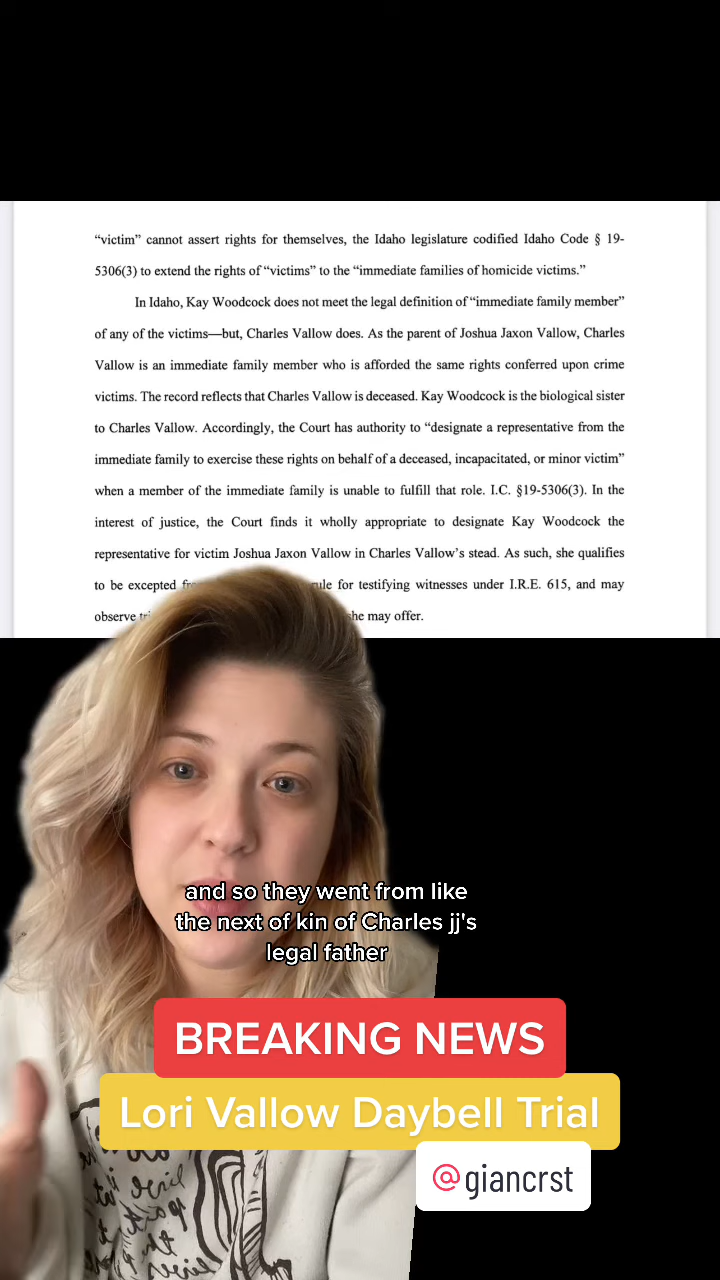 “victim” cannot assert rights for themselves, the Idaho legislature codified Idaho Code § 19-
5306(3) to extend the rights of “victims” to the “immediate families of homicide victims.”
In Idaho, Kay Woodcock does not meet the legal definition of “immediate family member”
of any of the victims—but, Charles Vallow does. As the parent of Joshua Jaxon Vallow, Charles
Vallow is an immediate family member who is afforded the same rights conferred upon crime
victims. The record reflects that Charles Vallow is deceased. Kay Woodcock is the biological sister
to Charles Vallow. Accordingly, the Court has authority to “designate a representative from the
immediate family to exercise these rights on behalf of a deceased, incapacitated, or minor victim”
when a member of the immediate family is unable to fulfill that role. I.C. §19-5306(3). In the
interest of justice, the Court finds it wholly appropriate to designate Kay Woodcock the
representative for victim Joshua Jaxon Vallow in Charles Vallow’s stead. As such, she qualifies
to be excepted rule for testifying witnesses under I.R.E. 615, and may
observe she may offer.
and so they went from like
the next of kin of Charles jj's
legal father
BREAKING NEWS
Lori Vallow Daybell Trial
@giancrst